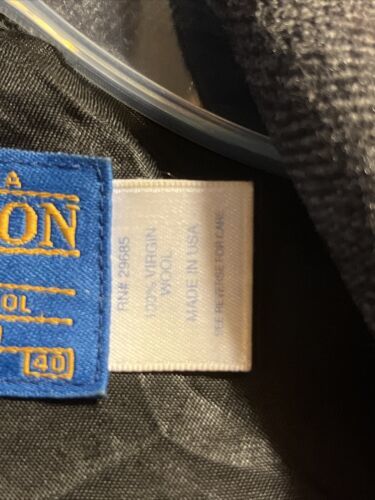 A
ON
OL
40
RN# 29685
100% VIRGIN
WOOL
MADE IN USA
SEE REVERSE FOR CARE